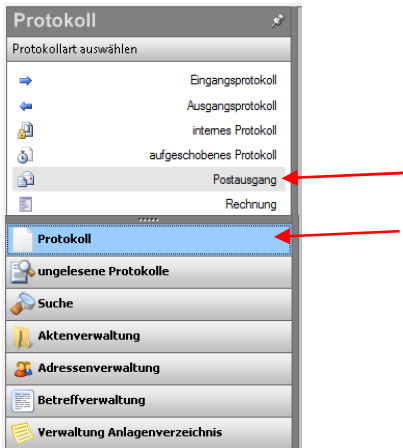 Protokoll
Protokollart auswählen
Eingangsprotokoll
Ausgangsprotokoll
internes Protokoll
aufgeschobenes Protokoll
Postausgang
Rechnung
Protokoll
ungelesene Protokolle
Suche
Aktenverwaltung
Adressenverwaltung
Betreffverwaltung
Verwaltung Anlagenverzeichnis